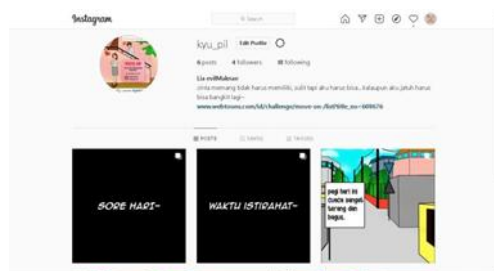 Instagram
Search
kyu_pil
Edit Profile
6 posts 4 followers following
Lia evilMaknae
cinta memang tidak harus memiliki, sulit tapi aku harus bisa, walaupun aku jatuh harus
bisa bangkit lagi~
POSTS
SORE HARI~
WAKTU ISTIRAHAT~
pagi hari ini
cuaca sangat
terang dan
bagus.